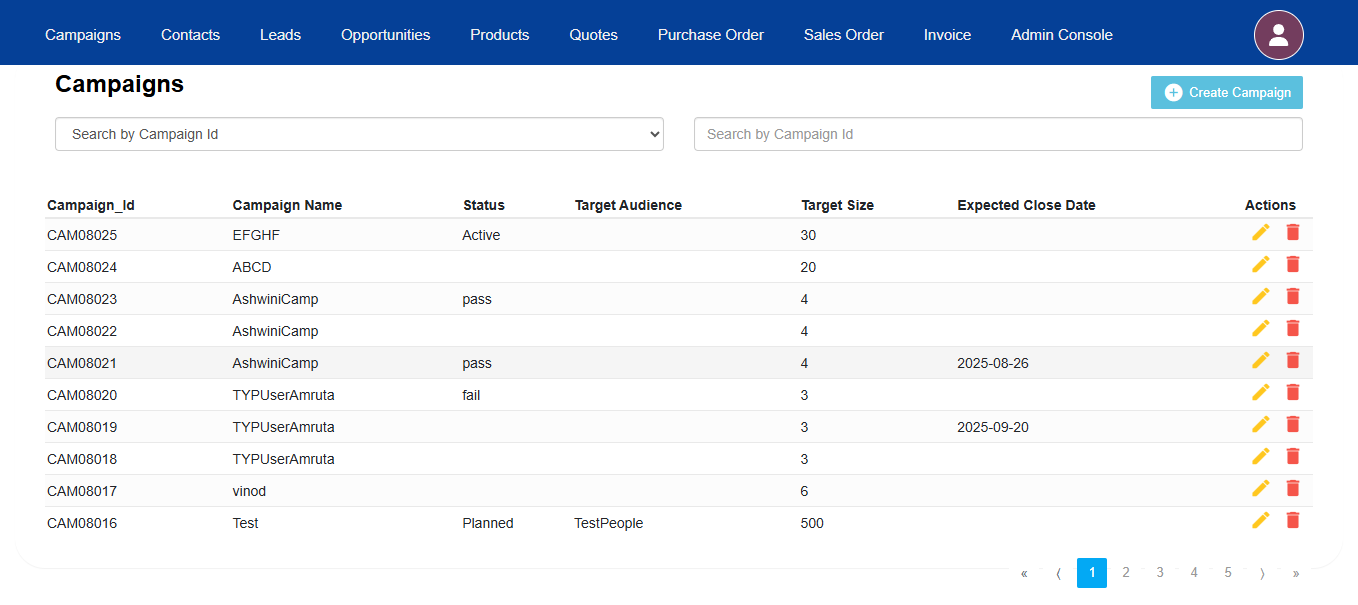 Campaigns Contacts Leads Opportunities Products Quotes Purchase Order Sales Order Invoice Admin Console
Campaigns
Create Campaign
Search by Campaign Id Search by Campaign Id
Campaign_Id Campaign Name Status Target Audience Target Size Expected Close Date Actions
CAM08025 EFGHF Active 30
CAM08024 ABCD 20
CAM08023 AshwiniCamp pass 4
CAM08022 AshwiniCamp 4
CAM08021 AshwiniCamp pass 4 2025-08-26
CAM08020 TYPUserAmruta fail 3
CAM08019 TYPUserAmruta 3 2025-09-20
CAM08018 TYPUserAmruta 3
CAM08017 vinod 6
CAM08016 Test Planned TestPeople 500
« ⟨ 1 2 3 4 5 ⟩ »